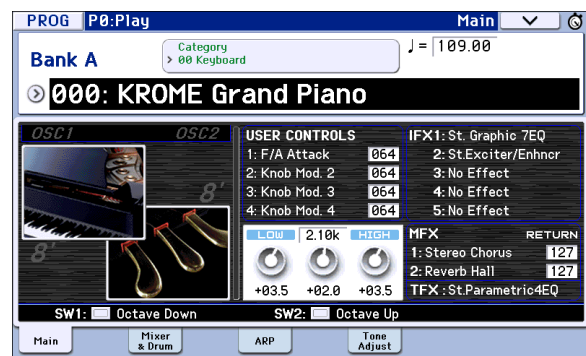 PROG P0:Play Main
Bank A
Category
> 00 Keyboard
♩= 109.00
000: KROME Grand Piano
OSC1 OSC2
8'
8'
USER CONTROLS
1: F/A Attack 064
2: Knob Mod. 2 064
3: Knob Mod. 3 064
4: Knob Mod. 4 064
LOW 2.10k HIGH
+03.5 +02.0 +03.5
IFX1: St. Graphic 7EQ
2: St.Exciter/Enhncr
3: No Effect
4: No Effect
5: No Effect
MFX RETURN
1: Stereo Chorus 127
2: Reverb Hall 127
TFX :St.Parametric4EQ
SW1: Octave Down SW2: Octave Up
Main
Mixer
& Drum
ARP
Tone
Adjust